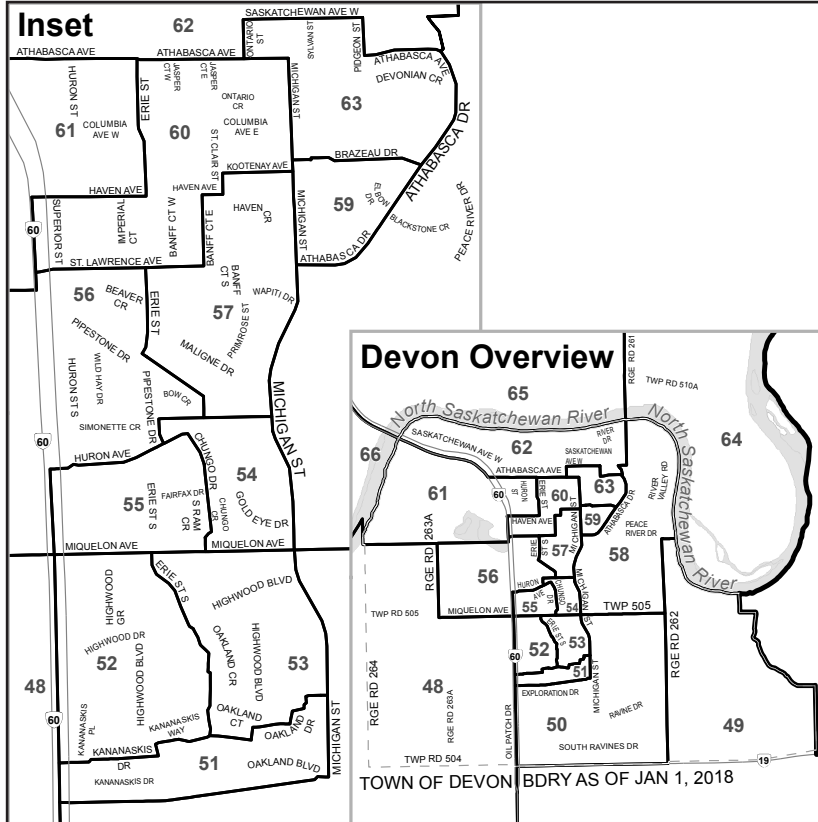 Inset
62
SASKATCHEWAN AVE W
ATHABASCA AVE
ATHABASCA AVE
ONTARIO ST
SYLVAN ST
PIDGEON ST
ATHABASCA AVE
DEVONIAN CR
HURON ST
ERIE ST
JASPER CT W
JASPER CT E
MICHIGAN ST
ONTARIO CR
63
61
COLUMBIA AVE W
60
COLUMBIA AVE E
ST. CLAIR ST
ATHABASCA DR
BRAZEAU DR
KOOTENAY AVE
HAVEN AVE
HAVEN AVE
59
ELBON DR
MICHIGAN ST
BLACKSTONE CR
PEACE RIVER DR
60
SUPERIOR ST
IMPERIAL CT
BANFF CT W
BANFF CT E
HAVEN CR
ATHABASCA DR
ST. LAWRENCE AVE
56
BEAVER CR
ERIE ST
BANFF CT S
WAPITI DR
57
PRIMROSE ST
PIPESTONE DR
MALIGNE DR
WILD HAY DR
HURON ST S
PIPESTONE DR
BOW CR
MICHIGAN ST
SIMONETTE CR
60
HURON AVE
CHUNGO DR
54
55
ERIE ST S
FAIRFAX DR
S RAM CR
CHUNGO CR
GOLD EYE DR
MIQUELON AVE
MIQUELON AVE
HIGHWOOD GR
ERIE ST S
HIGHWOOD BLVD
HIGHWOOD DR
52
HIGHWOOD BLVD
OAKLAND CR
HIGHWOOD BLVD
53
48
60
KANANASKIS PL
KANANASKIS WAY
OAKLAND CT
OAKLAND DR
MICHIGAN ST
KANANASKIS DR
51
OAKLAND BLVD
KANANASKIS DR
Devon Overview
RGE RD 261
TWP RD 510A
65
North Saskatchewan River
North Saskatchewan River
64
66
SASKATCHEWAN AVE W
62
RIVER DR
SASKATCHEWAN AVE W
ATHABASCA AVE
RIVER VALLEY RD
61
60
HURON ST
ERIE ST
60
63
ATHABASCA DR
MICHIGAN ST
59
HAVEN AVE
PEACE RIVER DR
RGE RD 263A
ERIE ST S
57
58
56
HURON AVE
CHUNGO DR
MICHIGAN ST
TWP RD 505
MIQUELON AVE
55
54
TWP 505
RGE RD 262
ERIE ST S
52
53
60
51
RGE RD 264
48
RGE RD 263A
OIL PATCH DR
EXPLORATION DR
MICHIGAN ST
50
RAVINE DR
49
SOUTH RAVINES DR
TWP RD 504
19
TOWN OF DEVON BDRY AS OF JAN 1, 2018